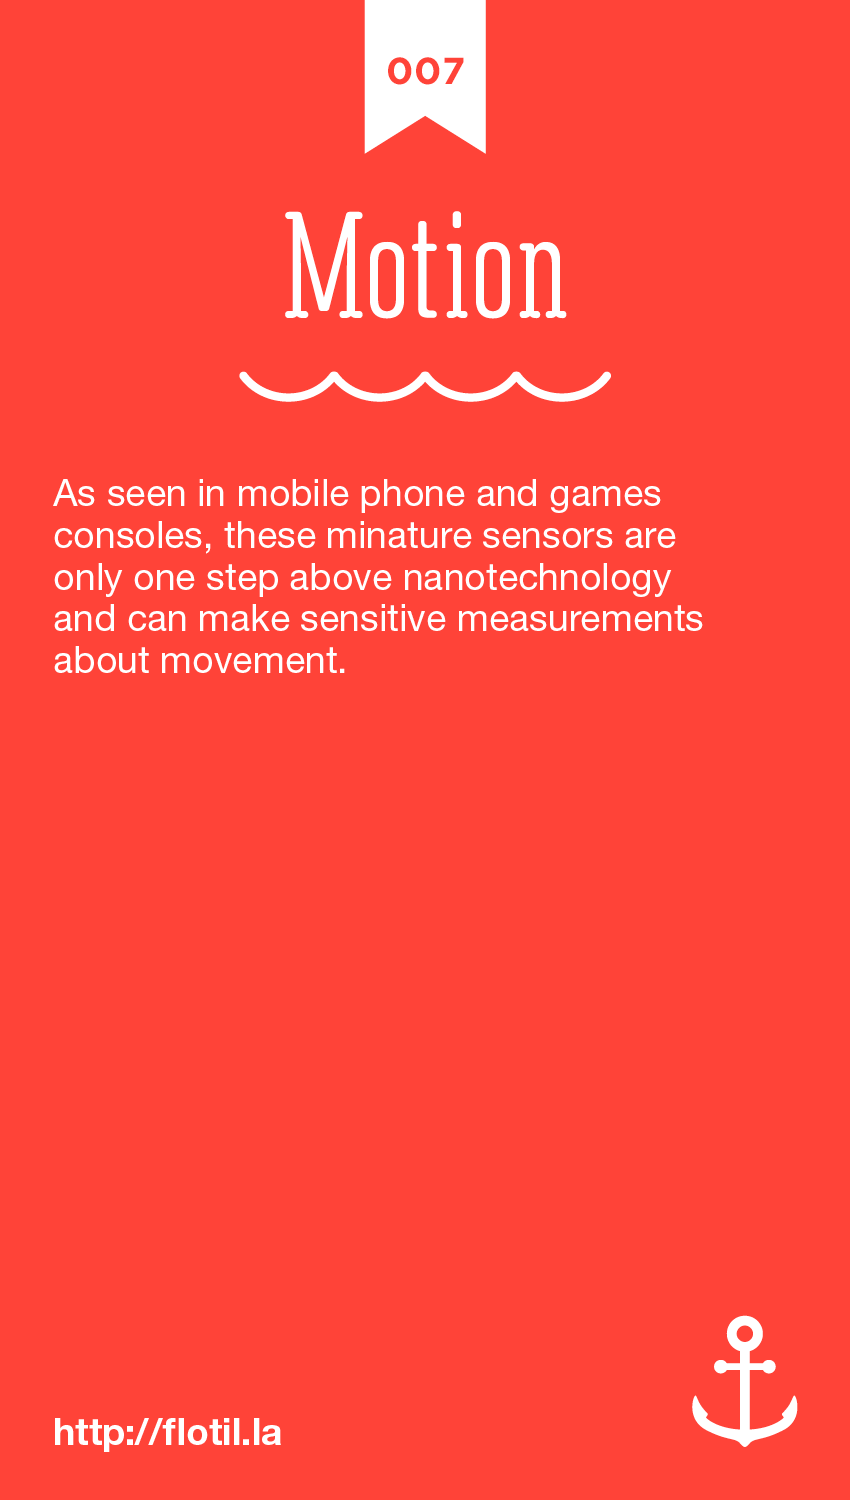 007
Motion
As seen in mobile phone and games
consoles, these minature sensors are
only one step above nanotechnology
and can make sensitive measurements
about movement.
http://flotil.la